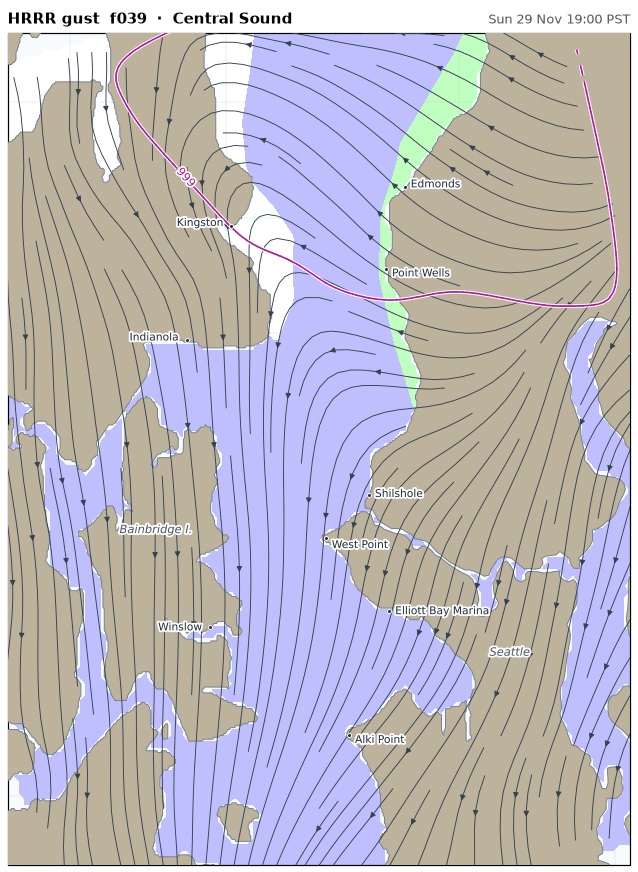 HRRR gust f039 · Central Sound
Sun 29 Nov 19:00 PST
999
Edmonds
Kingston
Point Wells
Indianola
Shilshole
Bainbridge I.
West Point
Elliott Bay Marina
Winslow
Seattle
Alki Point